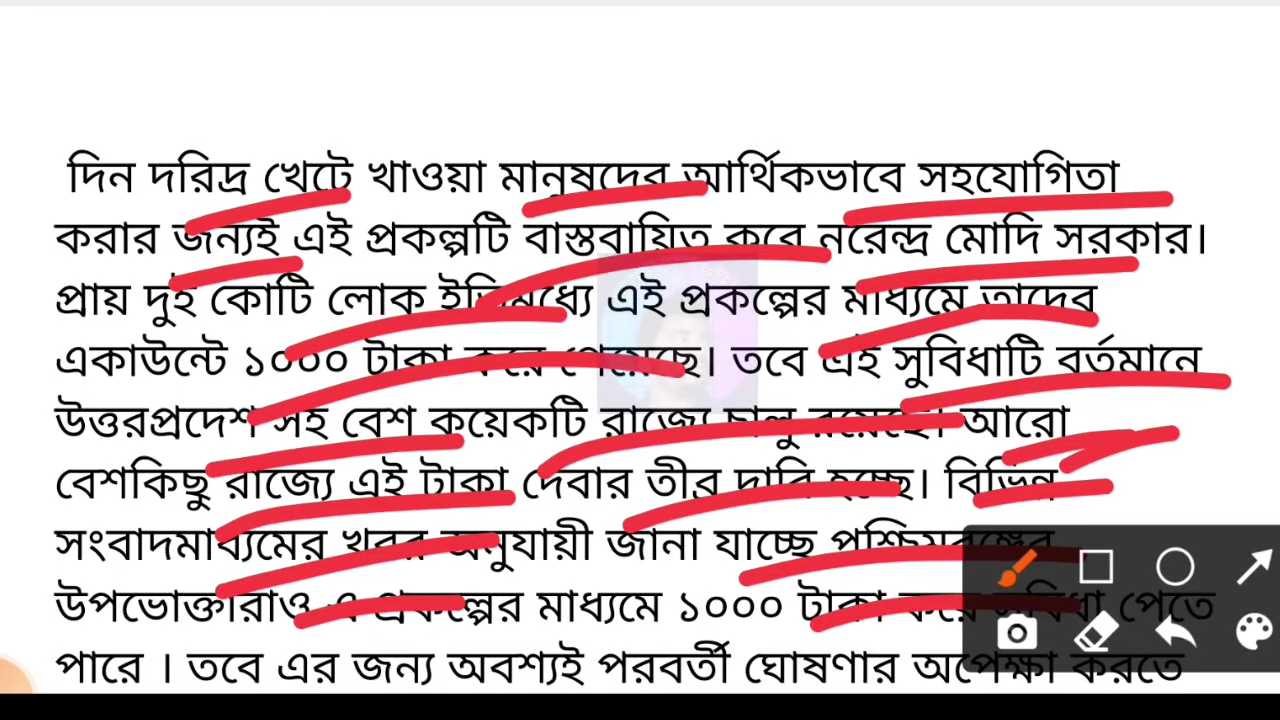 দিন দরিদ্র খেটে খাওয়া মানুষদের আর্থিকভাবে সহযোগিতা
করার জন্যই এই প্রকল্পটি বাস্তবায়িত করে নরেন্দ্র মোদি সরকার।
প্রায় দুই কোটি লোক ইতিমধ্যে এই প্রকল্পের মাধ্যমে তাদের
একাউন্টে ১০০০ টাকা করে পেয়েছে। তবে এই সুবিধাটি বর্তমানে
উত্তরপ্রদেশ সহ বেশ কয়েকটি রাজ্যে চালু রয়েছে। আরো
বেশকিছু রাজ্যে এই টাকা দেবার তীব্র দাবি হচ্ছে। বিভিন্ন
সংবাদমাধ্যমের খবর অনুযায়ী জানা যাচ্ছে পশ্চিমবঙ্গের
উপভোক্তারাও এ প্রকল্পের মাধ্যমে ১০০০ টাকা করে সুবিধা পেতে
পারে । তবে এর জন্য অবশ্যই পরবর্তী ঘোষণার অপেক্ষা করতে